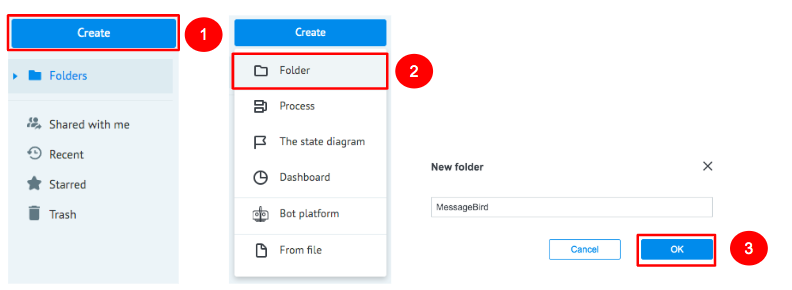 Create
1
Folders
Shared with me
Recent
Starred
Trash
Create
Folder
2
Process
The state diagram
Dashboard
Bot platform
From file
New folder
MessageBird
Cancel
OK
3